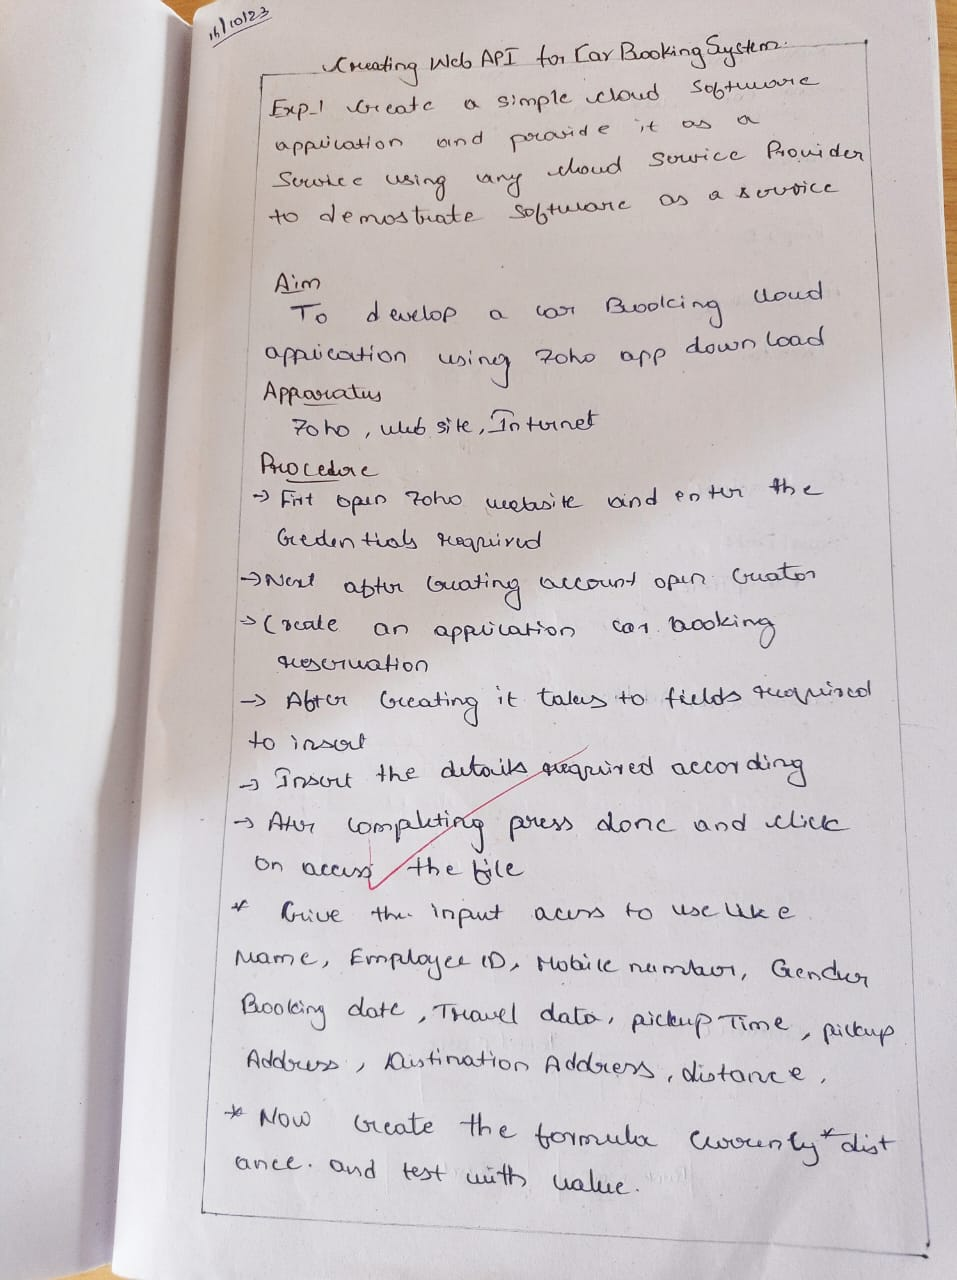 16/10/23
Creating Web API for Car Booking System.
Exp-1 Create a simple cloud software
application and provide it as a
Service using any cloud Service Provider
to demostrate software as a service
Aim
To develop a car Booking cloud
application using Zoho app download
Apparatus
Zoho, web site, Internet
Procedure
→ Firt open Zoho website and enter the
Credentials required
→ Next after creating account open creator
→ Create an application car booking
reservation
→ After Creating it takes to fields required
to insert
→ Insert the details required according
→ Ater completing press done and click
on access the file
* Give the input acess to use like
Name, Employee ID, Mobile number, Gender
Booking date, Travel data, pickup Time, pickup
Address, Distination Address, distance.
* Now create the formula Currenty*dist
ance. and test with value.